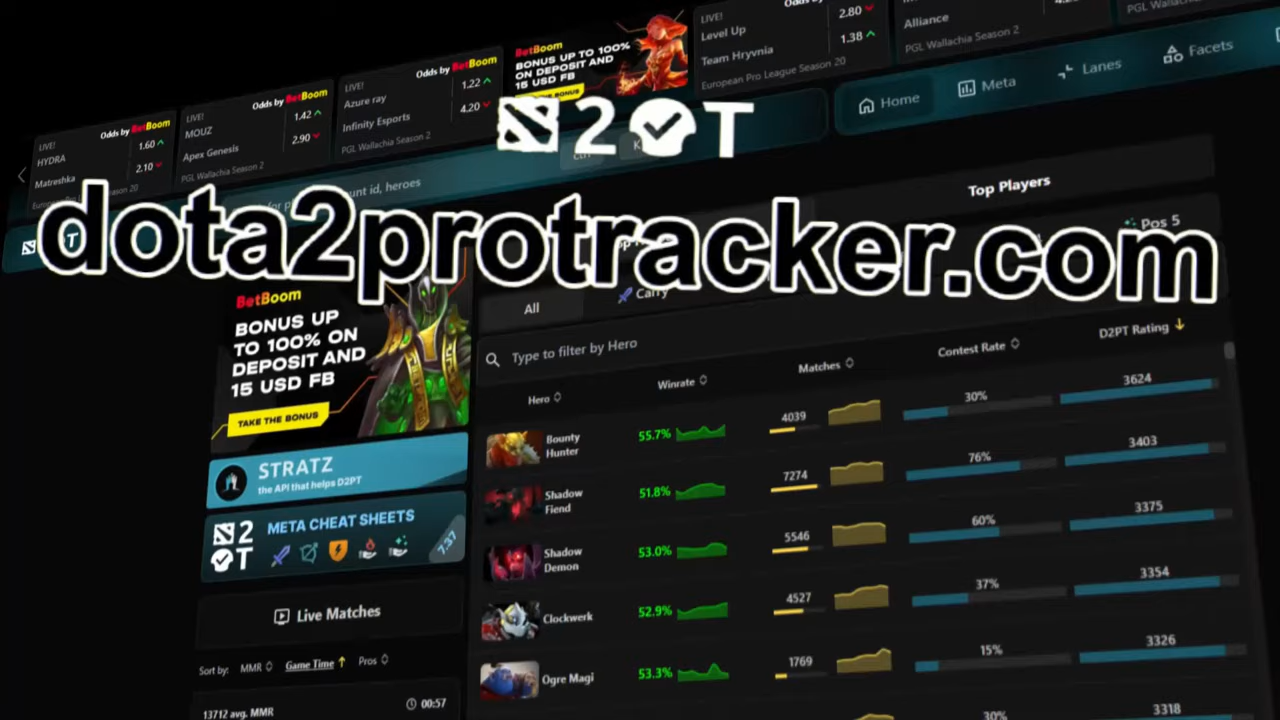 Odds by BetBoom
LIVE!
HYDRA
1.60
Matreshka
2.10
Odds by BetBoom
LIVE!
MOUZ
1.42
Apex Genesis
2.90
PGL Wallachia Season 2
Odds by BetBoom
LIVE!
Azure ray
1.22
Infinity Esports
4.20
PGL Wallachia Season 2
BetBoom
BONUS UP TO 100%
ON DEPOSIT AND
15 USD FB
LIVE!
Level Up
2.80
Team Hryvnia
1.38
European Pro League Season 20
Alliance
PGL Wallachia Season 2
Home
Meta
Lanes
Facets
2 T
dota2protracker.com
Top Players
Pos 5
All
Carry
BetBoom
BONUS UP
TO 100% ON
DEPOSIT AND
15 USD FB
TAKE THE BONUS
STRATZ
the API that helps D2PT
2
T
META CHEAT SHEETS
7.37
Live Matches
Sort by: MMR Game Time Pros
13712 avg. MMR
00:57
Type to filter by Hero
Hero Winrate Matches Contest Rate D2PT Rating
Bounty
Hunter
55.7% 4039 30% 3624
Shadow
Fiend
51.8% 7274 76% 3403
Shadow
Demon
53.0% 5546 60% 3375
Clockwerk 52.9% 4527 37% 3354
Ogre Magi 53.3% 1769 15% 3326
30% 3318